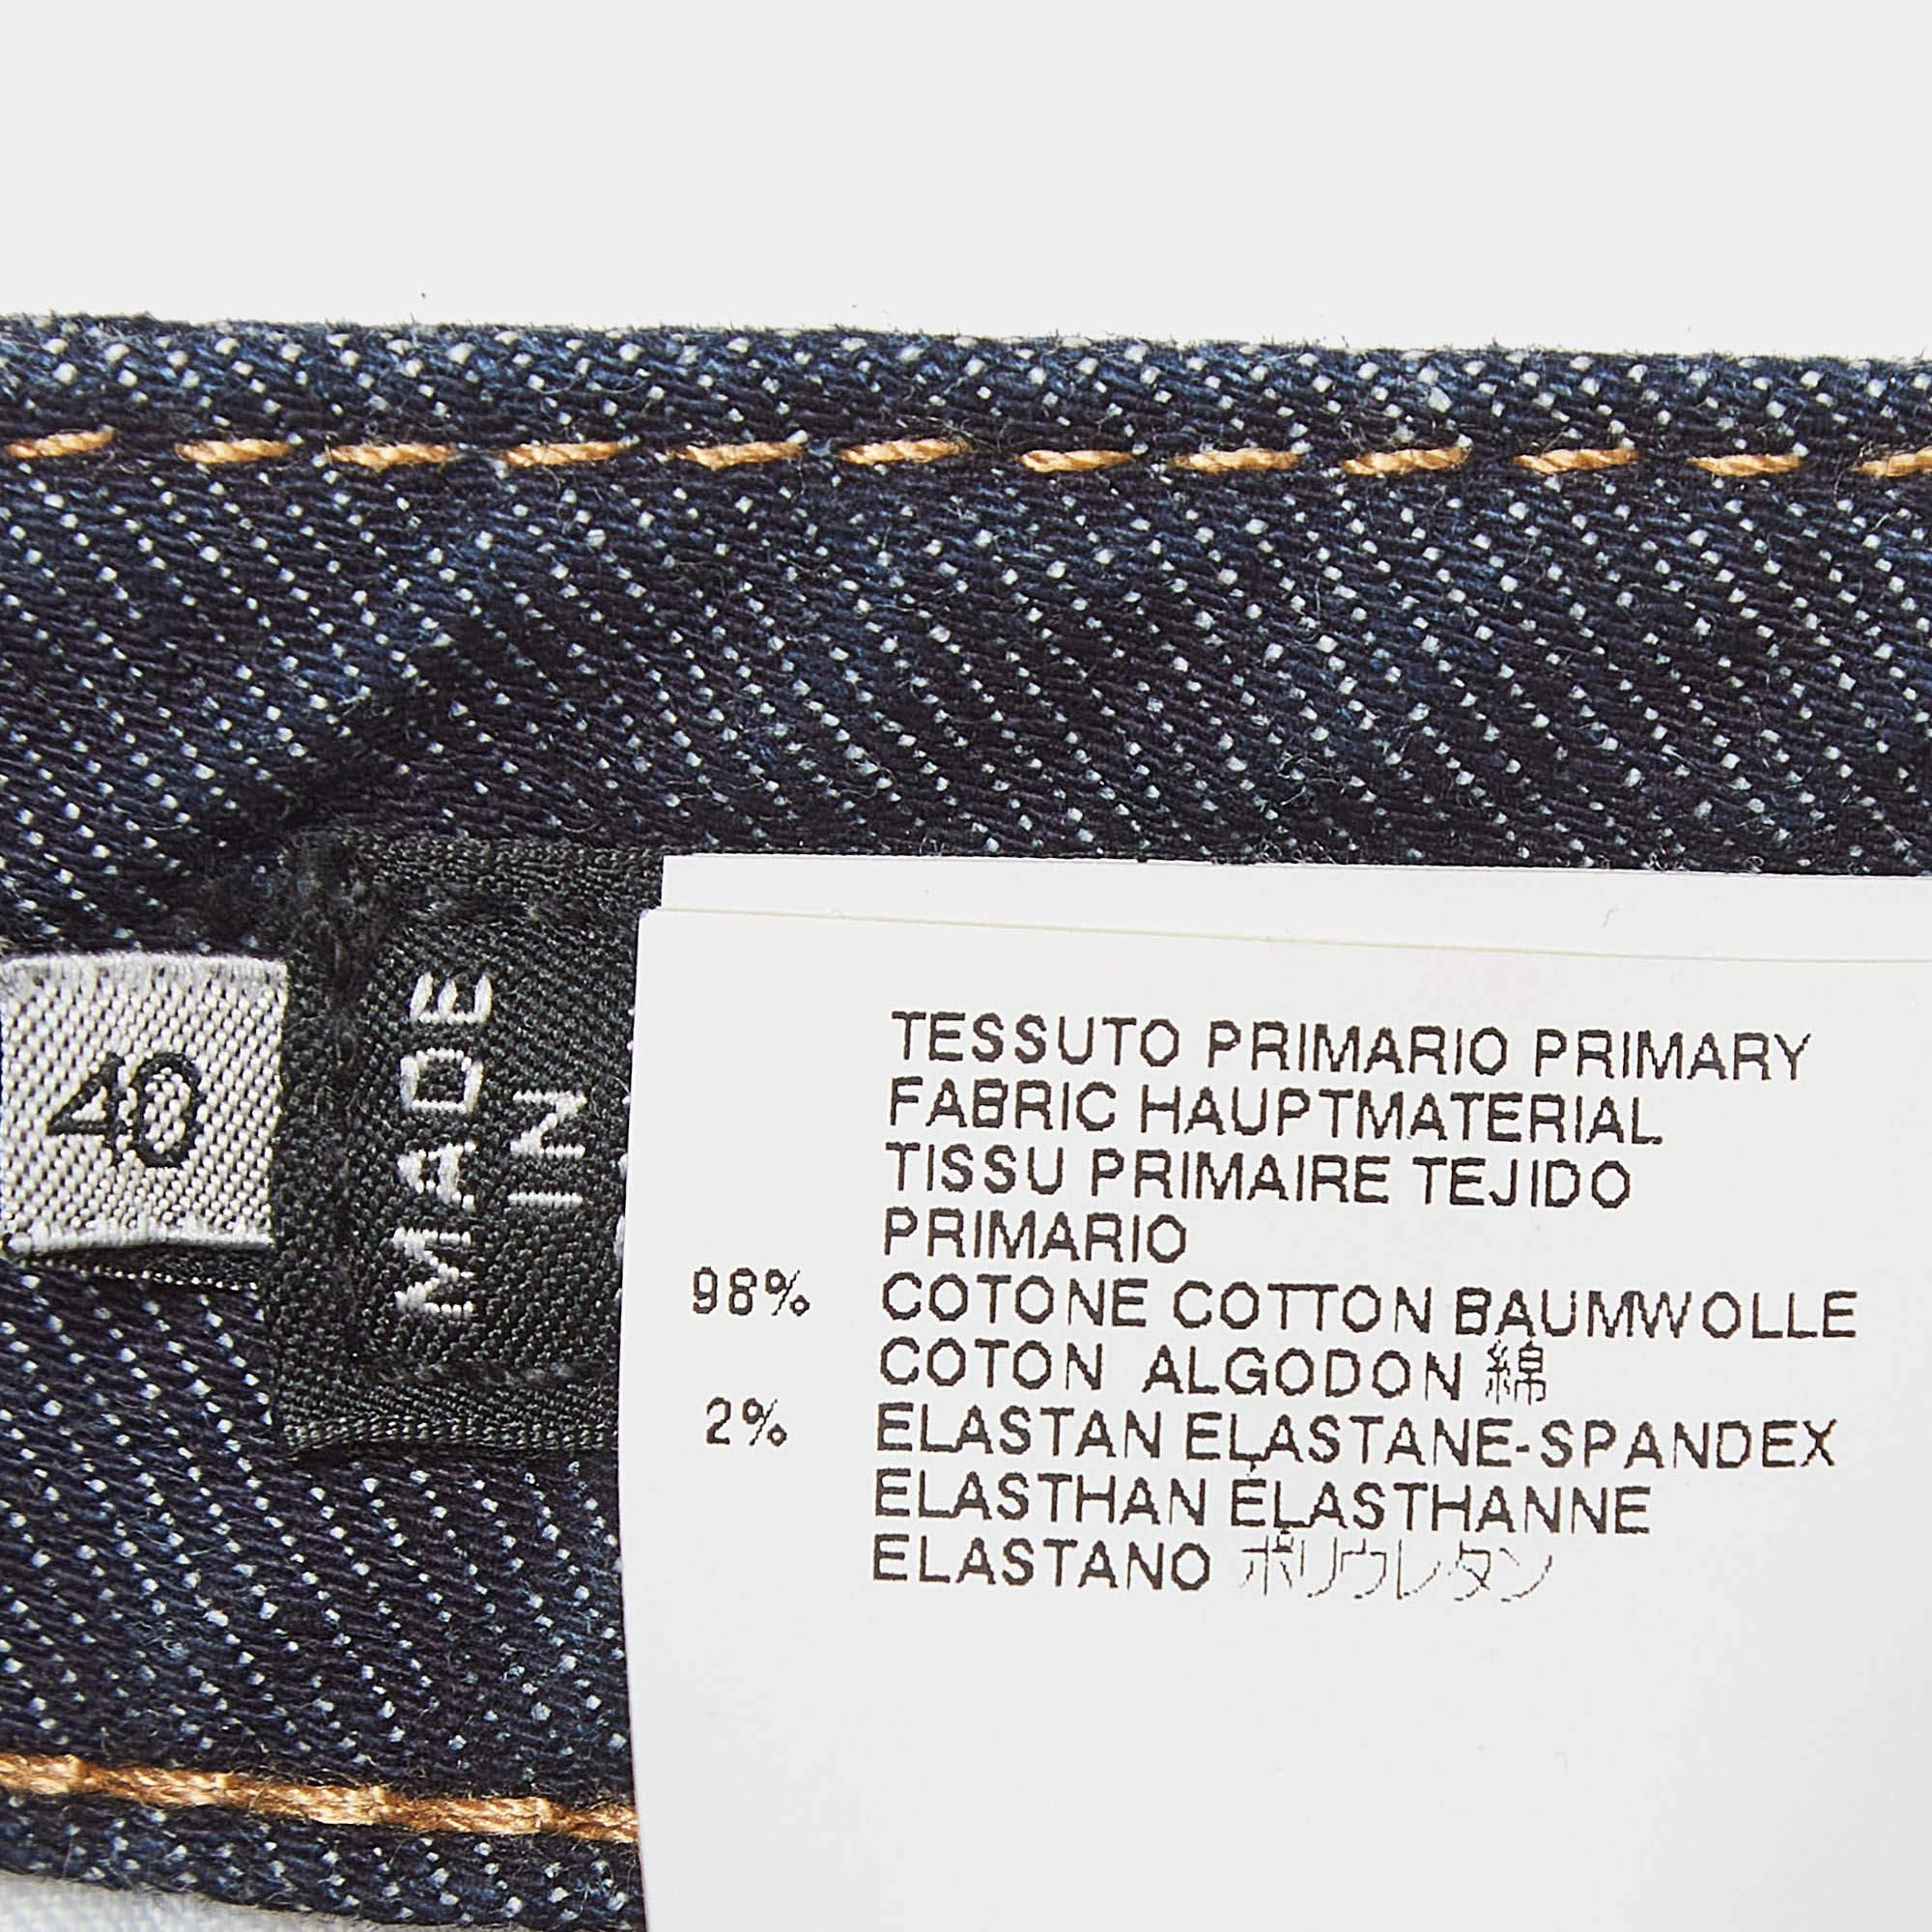 40
MADE
IN
TESSUTO PRIMARIO PRIMARY
FABRIC HAUPTMATERIAL
TISSU PRIMAIRE TEJIDO
PRIMARIO
98% COTONE COTTON BAUMWOLLE
COTON ALGODON 綿
2% ELASTAN ELASTANE-SPANDEX
ELASTHAN ÉLASTHANNE
ELASTANO ポリウレタン